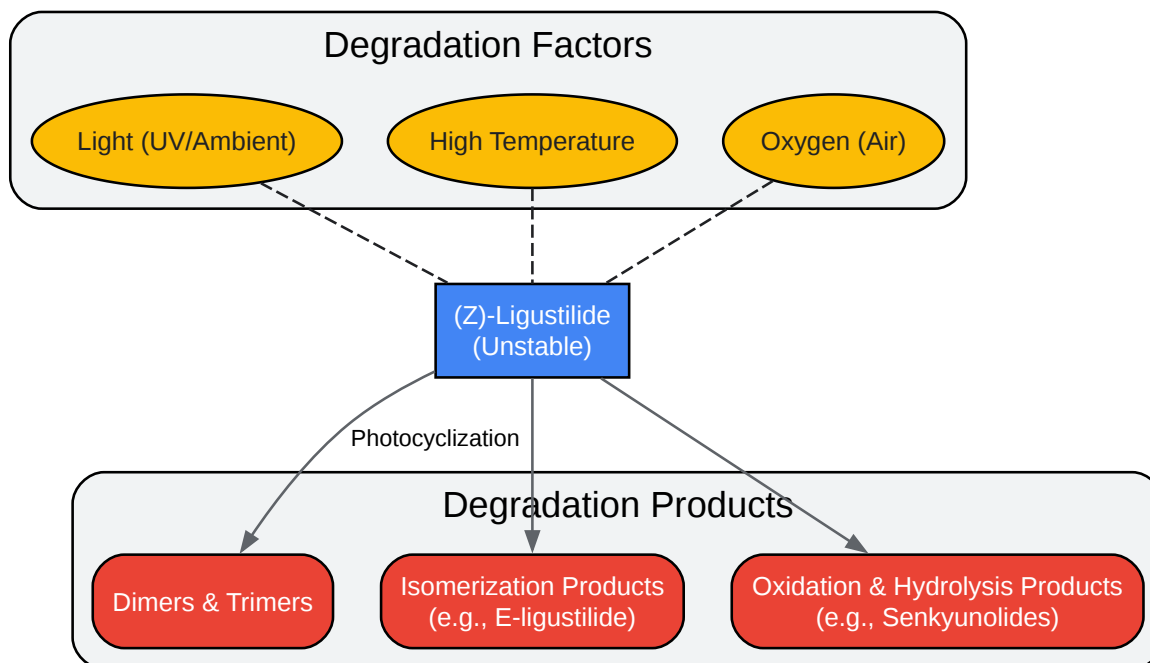 Degradation Factors
Light (UV/Ambient)
High Temperature
Oxygen (Air)
(Z)-Ligustilide
(Unstable)
Photocyclization
Degradation Products
Dimers & Trimers
Isomerization Products
(e.g., E-ligustilide)
Oxidation & Hydrolysis Products
(e.g., Senkyunolides)